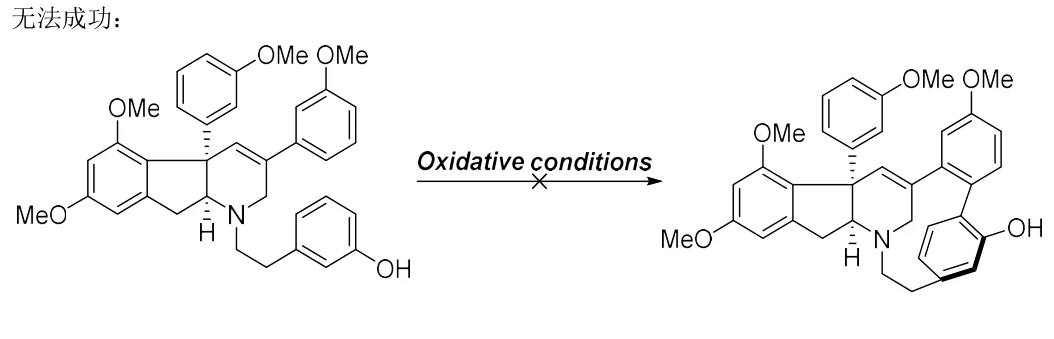 无法成功：
OMe OMe
OMe
MeO
H
N
OH
Oxidative conditions
OMe OMe
OMe
MeO
H
N
OH